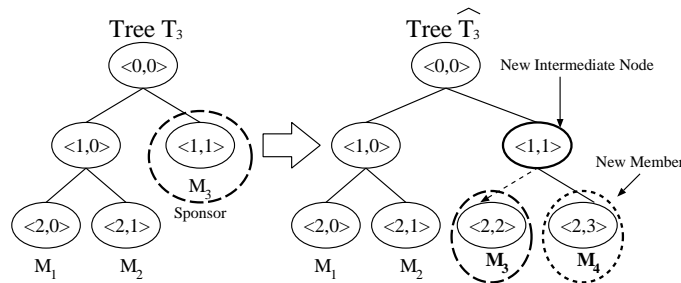 Tree T3
Tree T̂3
<0,0>
<0,0>
New Intermediate Node
<1,0>
<1,1>
<1,0>
<1,1>
M3
Sponsor
New Member
<2,0>
<2,1>
<2,0>
<2,1>
<2,2>
<2,3>
M1
M2
M1
M2
M3
M4